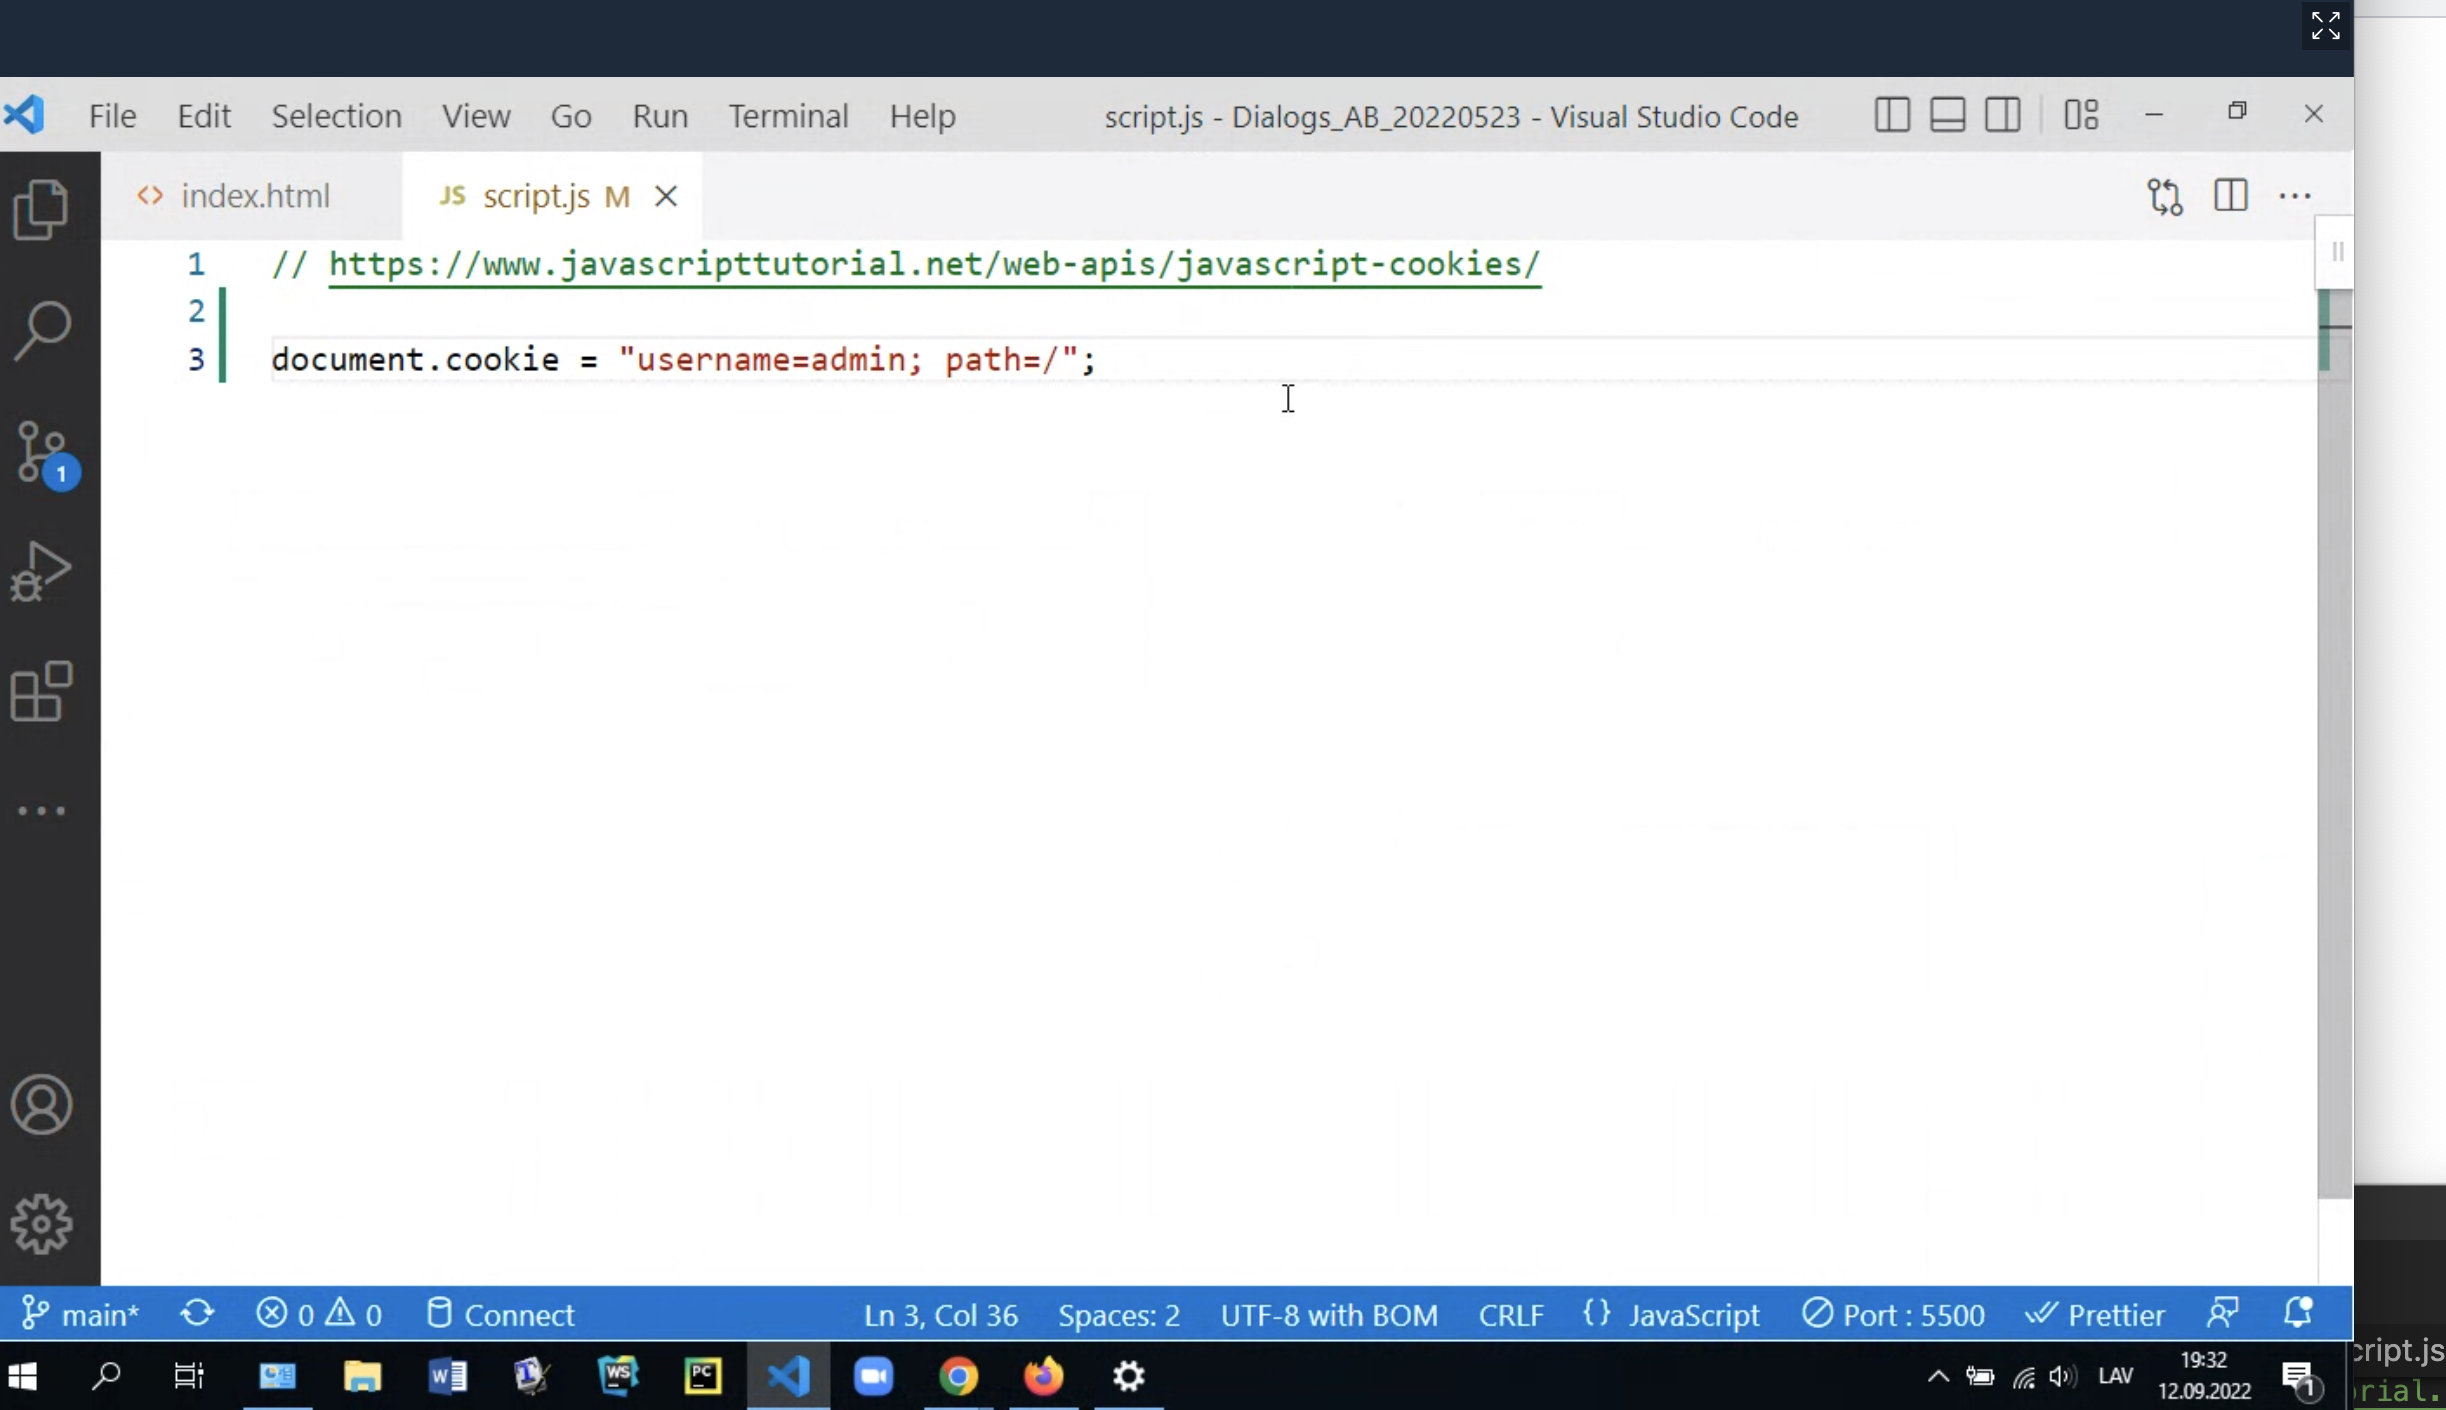 File Edit Selection View Go Run Terminal Help script.js - Dialogs_AB_20220523 - Visual Studio Code
<> index.html JS script.js M
1 // https://www.javascripttutorial.net/web-apis/javascript-cookies/
2
3 document.cookie = "username=admin; path=/";
1
main* 0 0 Connect Ln 3, Col 36 Spaces: 2 UTF-8 with BOM CRLF {} JavaScript Port : 5500 Prettier
W WS PC LAV 19:32
12.09.2022 1
cript.js
rial.